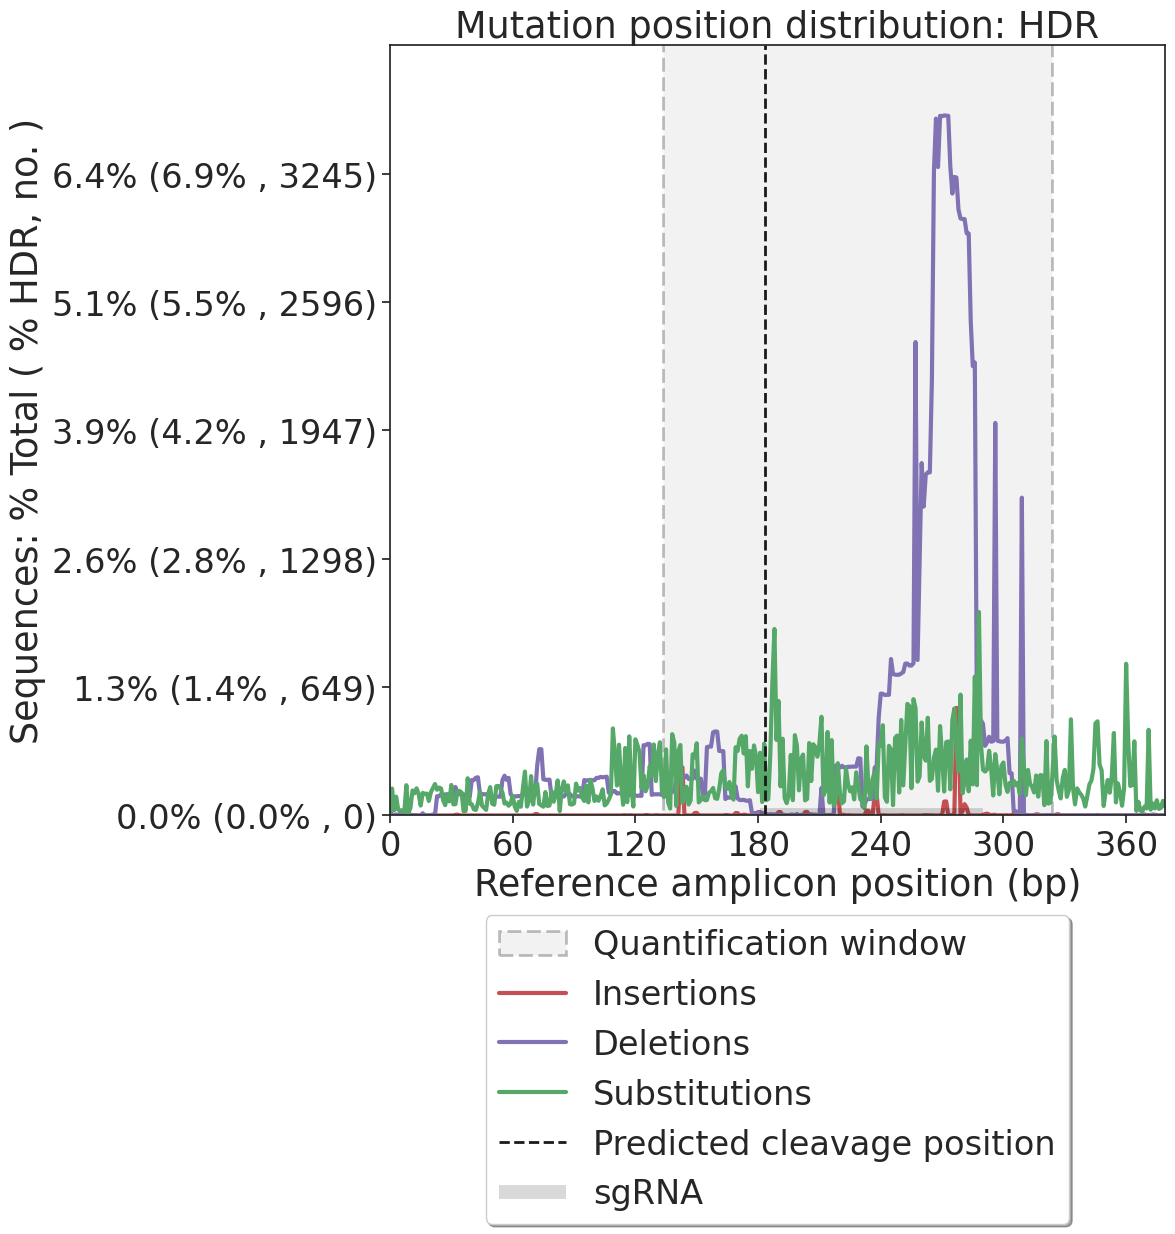 Mutation position distribution: HDR
Sequences: % Total ( % HDR, no. )
6.4% (6.9% , 3245)
5.1% (5.5% , 2596)
3.9% (4.2% , 1947)
2.6% (2.8% , 1298)
1.3% (1.4% , 649)
0.0% (0.0% , 0)
0 60 120 180 240 300 360
Reference amplicon position (bp)
Quantification window
Insertions
Deletions
Substitutions
Predicted cleavage position
sgRNA